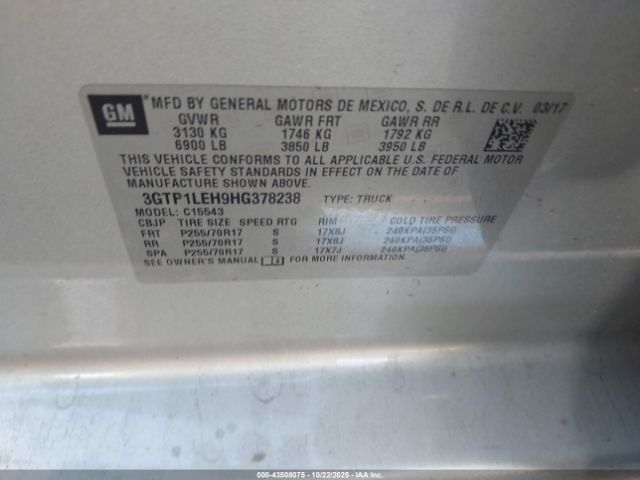 GM
MFD BY GENERAL MOTORS DE MEXICO, S. DE R.L. DE C.V. 03/17
GVWR GAWR FRT GAWR RR
3130 KG 1746 KG 1792 KG
6900 LB 3850 LB 3950 LB
THIS VEHICLE CONFORMS TO ALL APPLICABLE U.S. FEDERAL MOTOR
VEHICLE SAFETY STANDARDS IN EFFECT ON THE DATE OF
MANUFACTURE SHOWN ABOVE.
3GTP1LEH9HG378238 TYPE: TRUCK
MODEL: C15543
CBJP TIRE SIZE SPEED RTG RIM COLD TIRE PRESSURE
FRT P255/70R17 S 17X8J 240KPA(35PSI)
RR P255/70R17 S 17X8J 240KPA(35PSI)
SPA P255/70R17 S 17X7J 240KPA(35PSI)
SEE OWNER'S MANUAL FOR MORE INFORMATION.
000-43508075 - 10/22/2025 - IAAI.COM